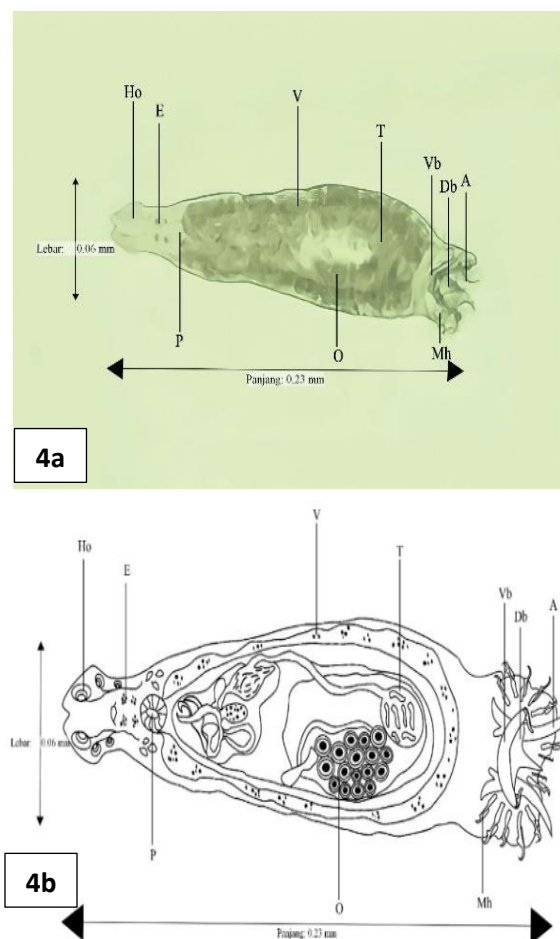 Ho
E
V
T
Vb
Db
A
Lebar: 0.06 mm
P
O
Mh
Panjang: 0.23 mm
4a
Ho
E
V
T
Vb
Db
A
Lebar: 0.06 mm
P
O
Mh
4b
Panjang: 0.23 mm